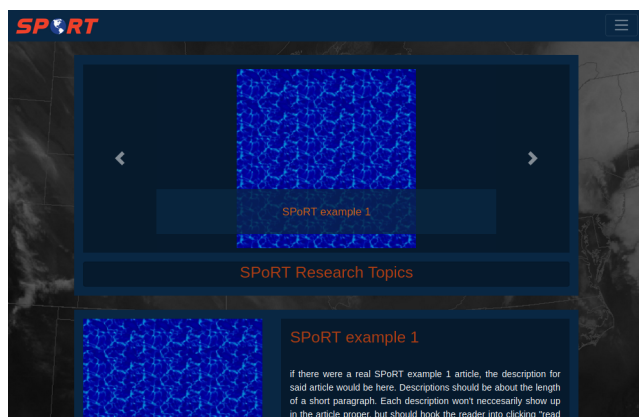 SPORT
SPoRT example 1
SPoRT Research Topics
SPoRT example 1
if there were a real SPoRT example 1 article, the description for
said article would be here. Descriptions should be about the length
of a short paragraph. Each description won't neccesarily show up
in the article proper, but should hook the reader into clicking "read